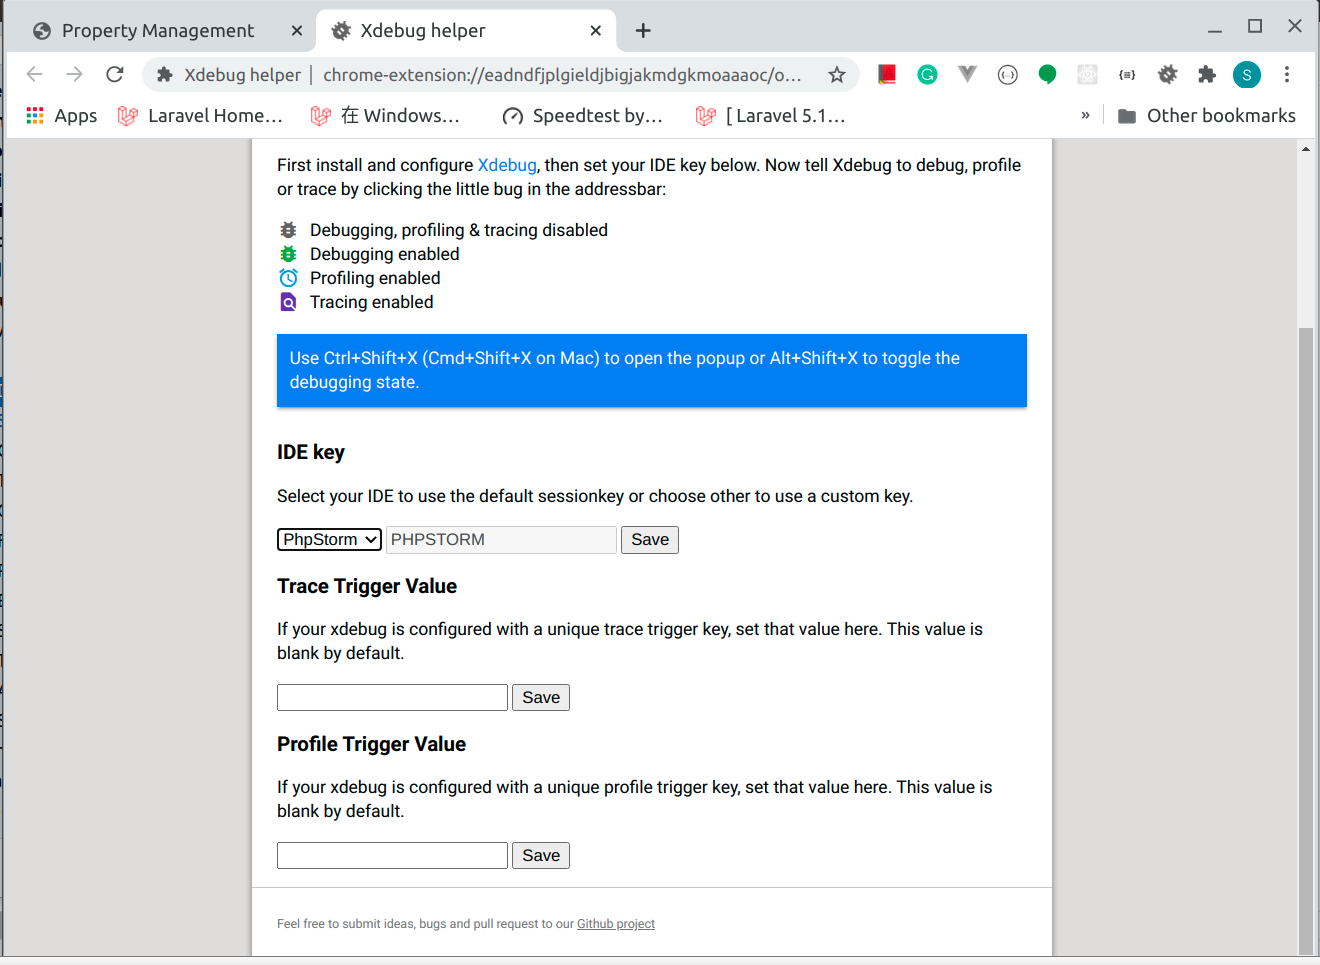 Property Management
Xdebug helper
Xdebug helper | chrome-extension://eadndfjplgieldjbigjakmdgkmoaaaoc/o...
S
Apps
Laravel Home...
在 Windows...
Speedtest by...
[ Laravel 5.1...
»
Other bookmarks
First install and configure Xdebug, then set your IDE key below. Now tell Xdebug to debug, profile
or trace by clicking the little bug in the addressbar:
Debugging, profiling & tracing disabled
Debugging enabled
Profiling enabled
Tracing enabled
Use Ctrl+Shift+X (Cmd+Shift+X on Mac) to open the popup or Alt+Shift+X to toggle the
debugging state.
IDE key
Select your IDE to use the default sessionkey or choose other to use a custom key.
PhpStorm PHPSTORM Save
Trace Trigger Value
If your xdebug is configured with a unique trace trigger key, set that value here. This value is
blank by default.
Save
Profile Trigger Value
If your xdebug is configured with a unique profile trigger key, set that value here. This value is
blank by default.
Save
Feel free to submit ideas, bugs and pull request to our Github project